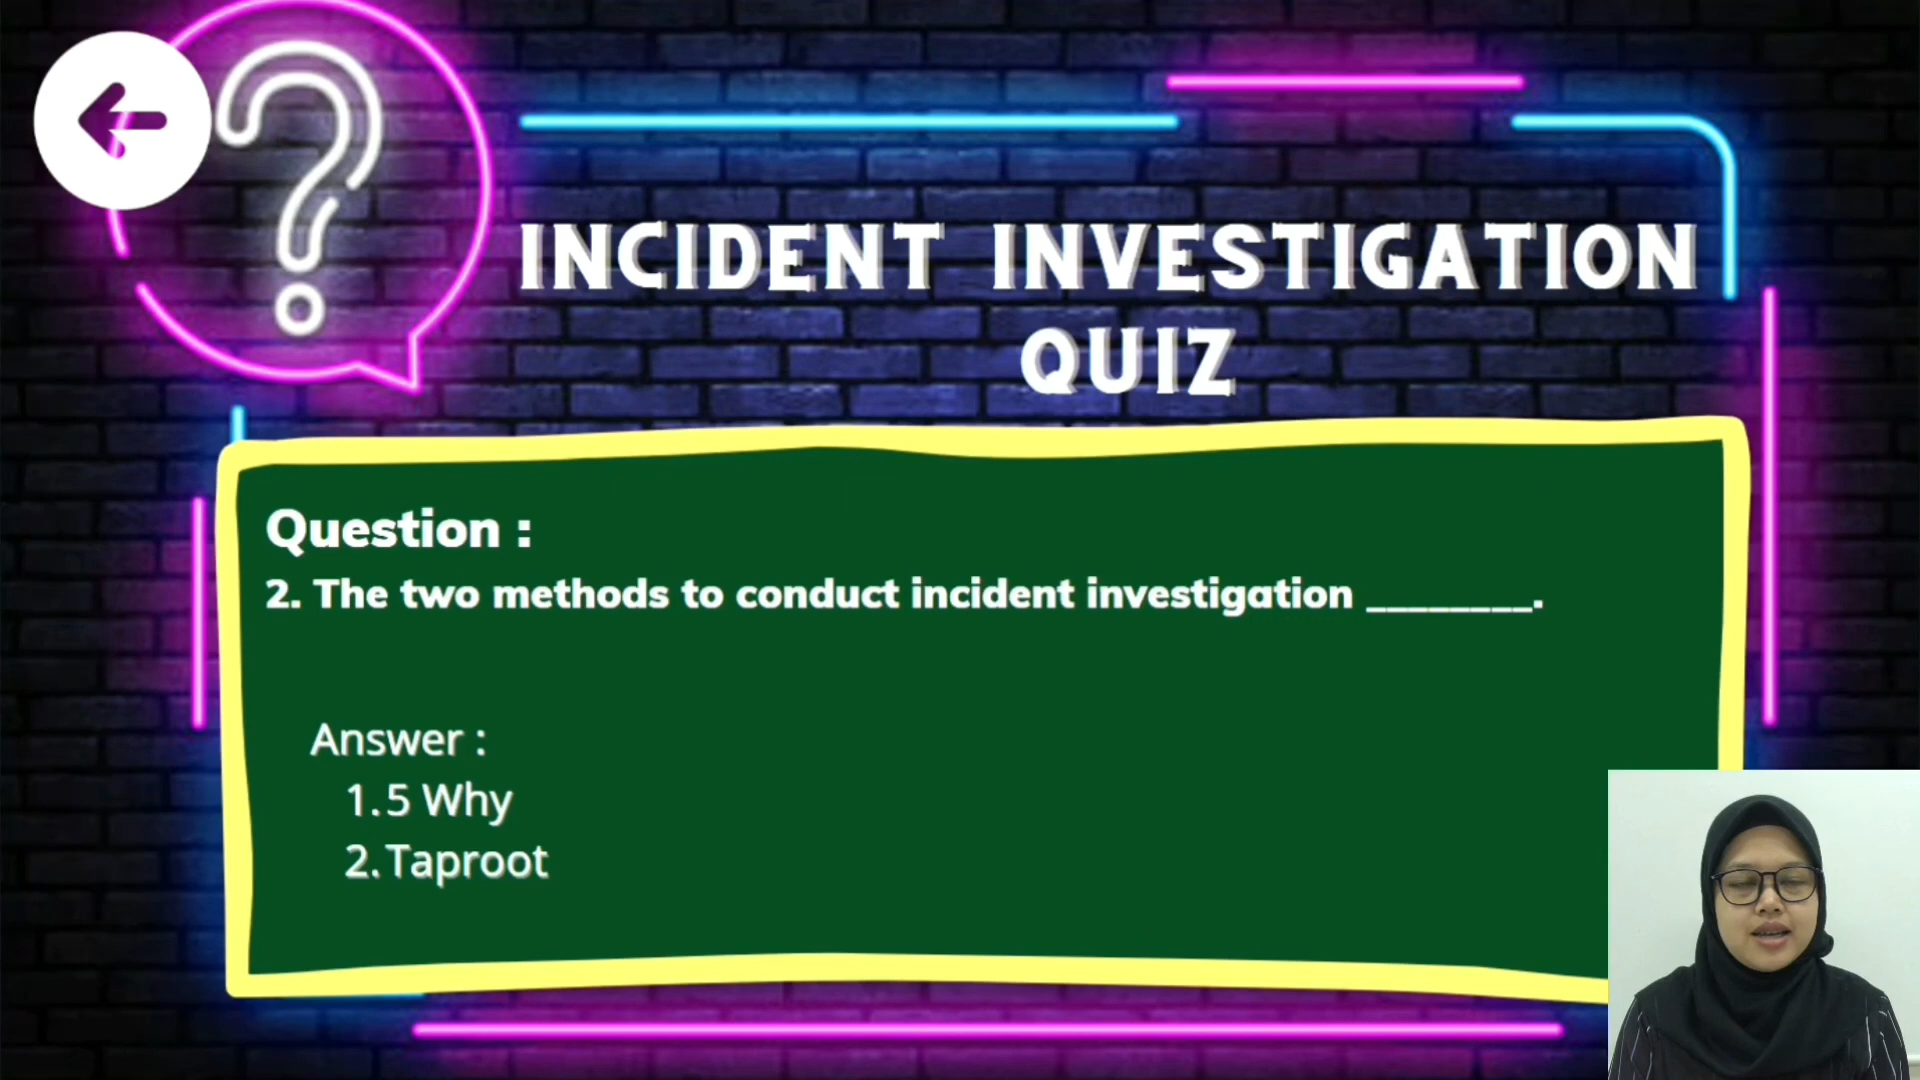 INCIDENT INVESTIGATION
QUIZ
Question :
2. The two methods to conduct incident investigation ________.
Answer :
1. 5 Why
2. Taproot